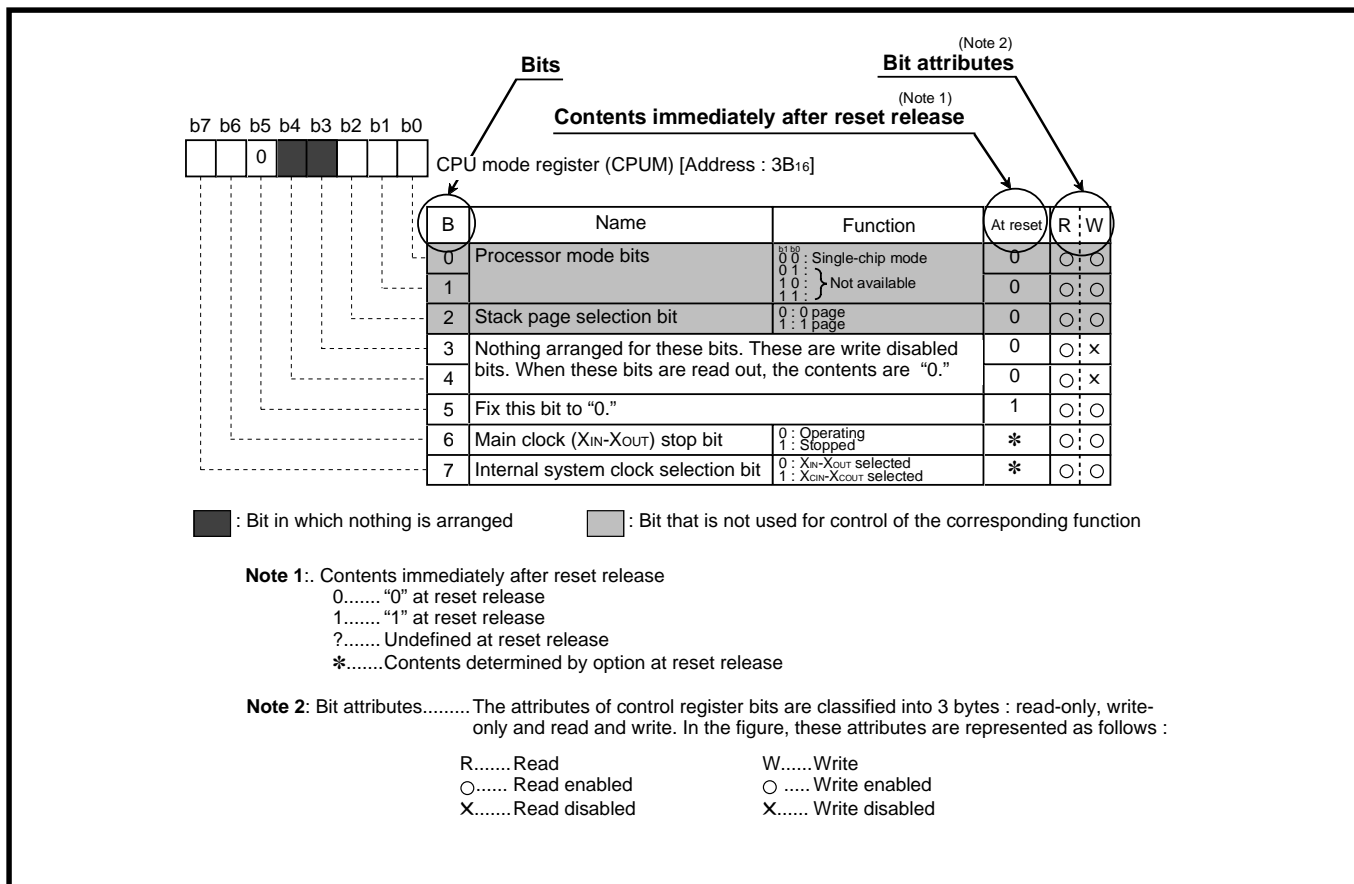 (Note 2)
Bits
Bit attributes
(Note 1)
Contents immediately after reset release
b7 b6 b5 b4 b3 b2 b1 b0
0
CPU mode register (CPUM) [Address : 3B16]
B Name Function At reset R W
0 Processor mode bits b1 b0 0 0 : Single-chip mode 0 ○ ○
0 1 :
1 1 0 : } Not available 0 ○ ○
1 1 :
2 Stack page selection bit 0 : 0 page 0 ○ ○
1 : 1 page
3 Nothing arranged for these bits. These are write disabled 0 ○ ×
4 bits. When these bits are read out, the contents are “0.” 0 ○ ×
5 Fix this bit to “0.” 1 ○ ○
6 Main clock (XIN-XOUT) stop bit 0 : Operating ✻ ○ ○
1 : Stopped
7 Internal system clock selection bit 0 : XIN-XOUT selected ✻ ○ ○
1 : XCIN-XCOUT selected
: Bit in which nothing is arranged : Bit that is not used for control of the corresponding function
Note 1:. Contents immediately after reset release
0....... “0” at reset release
1....... “1” at reset release
?....... Undefined at reset release
✻.......Contents determined by option at reset release
Note 2: Bit attributes......... The attributes of control register bits are classified into 3 bytes : read-only, write-
only and read and write. In the figure, these attributes are represented as follows :
R....... Read W...... Write
○...... Read enabled ○ ..... Write enabled
×....... Read disabled ×...... Write disabled